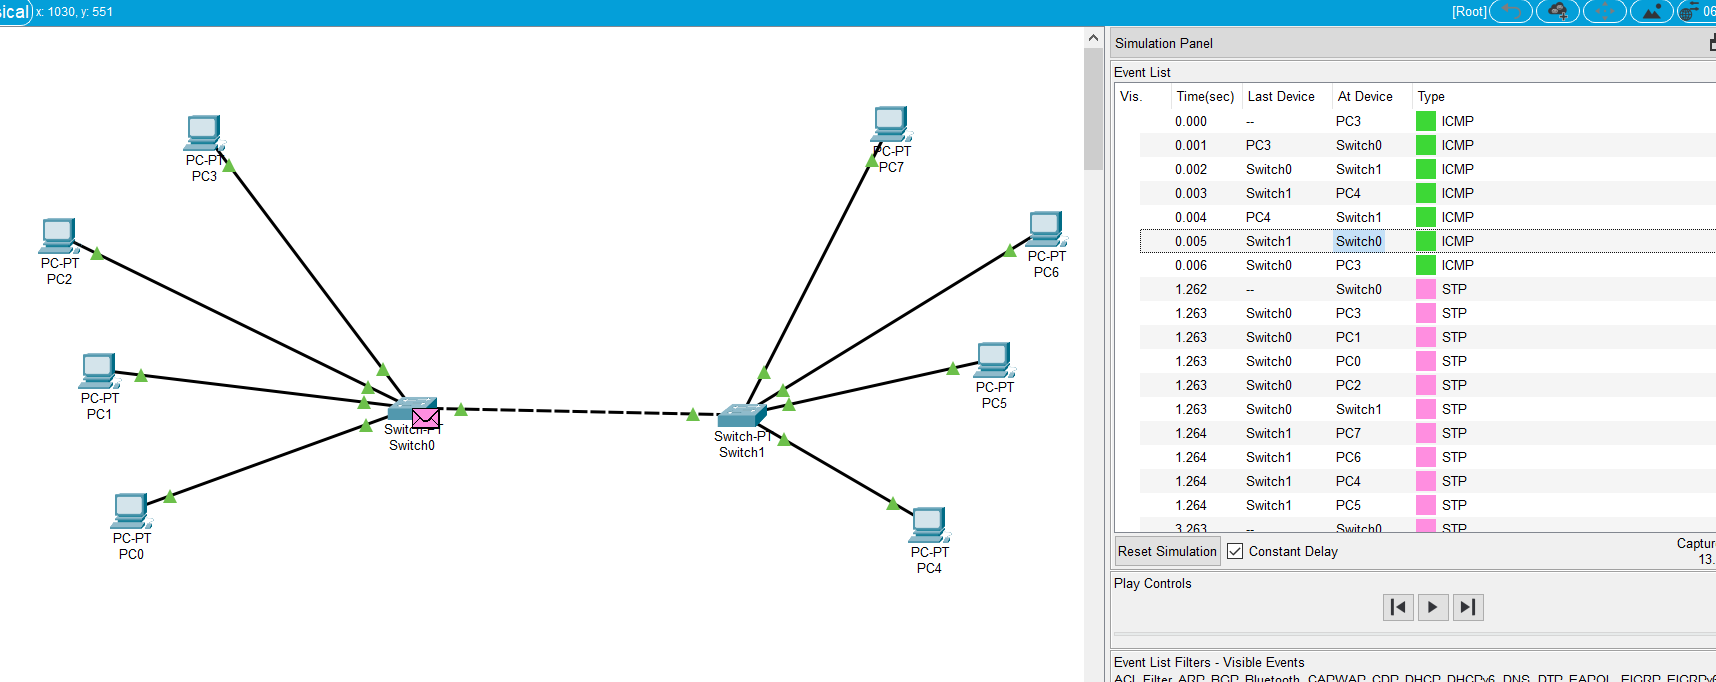 sical x: 1030, y: 551
[Root]
06
PC-PT
PC3
PC-PT
PC2
PC-PT
PC1
PC-PT
PC0
Switch-PT
Switch0
Switch-PT
Switch1
PC-PT
PC7
PC-PT
PC6
PC-PT
PC5
PC-PT
PC4
Simulation Panel
Event List
Vis. Time(sec) Last Device At Device Type
0.000 -- PC3 ICMP
0.001 PC3 Switch0 ICMP
0.002 Switch0 Switch1 ICMP
0.003 Switch1 PC4 ICMP
0.004 PC4 Switch1 ICMP
0.005 Switch1 Switch0 ICMP
0.006 Switch0 PC3 ICMP
1.262 -- Switch0 STP
1.263 Switch0 PC3 STP
1.263 Switch0 PC1 STP
1.263 Switch0 PC0 STP
1.263 Switch0 PC2 STP
1.263 Switch0 Switch1 STP
1.264 Switch1 PC7 STP
1.264 Switch1 PC6 STP
1.264 Switch1 PC4 STP
1.264 Switch1 PC5 STP
3.263 -- Switch0 STP
Reset Simulation Constant Delay
Captur
13.
Play Controls
Event List Filters - Visible Events
ACL Filter, ARP, BGP, Bluetooth, CAPWAP, CDP, DHCP, DHCPv6, DNS, DTP, EAPOL, EIGRP, EIGRPv6